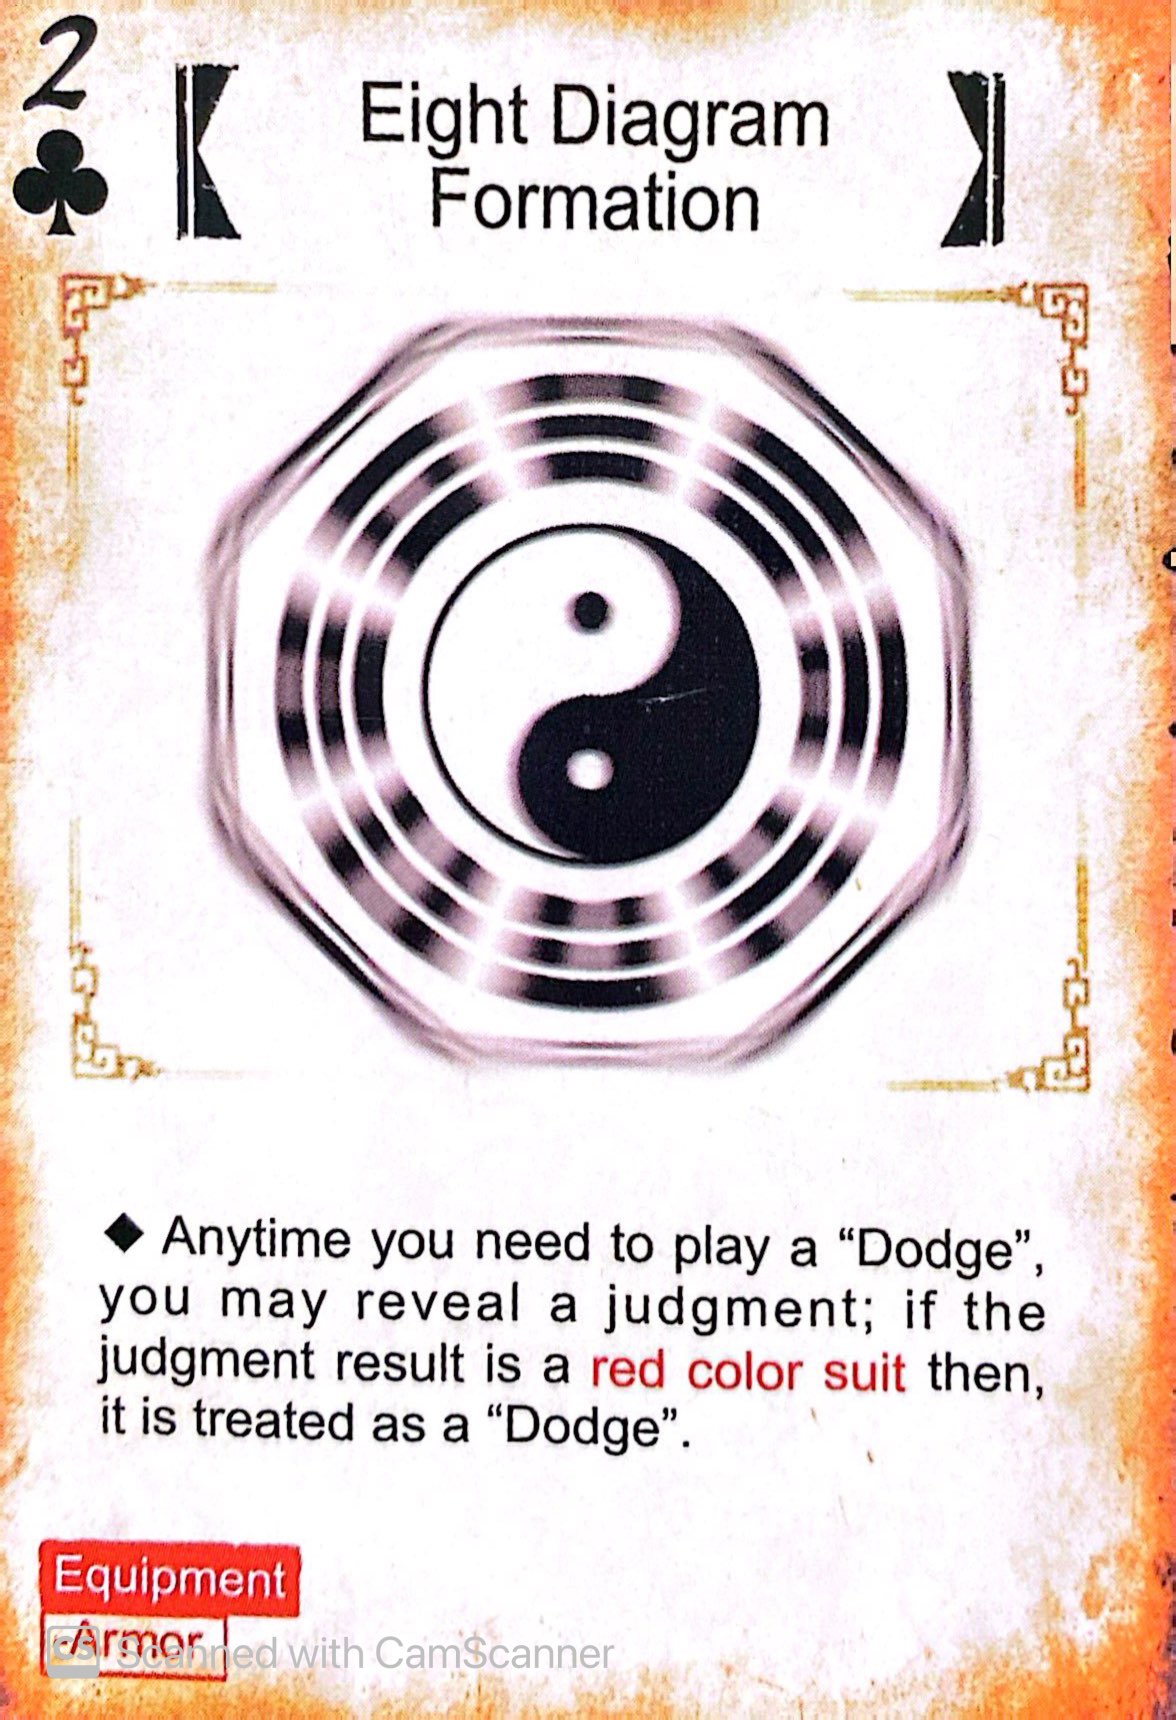 2
Eight Diagram
Formation
◆ Anytime you need to play a “Dodge”,
you may reveal a judgment; if the
judgment result is a red color suit then,
it is treated as a “Dodge”.
Equipment
Armor
CS Scanned with CamScanner